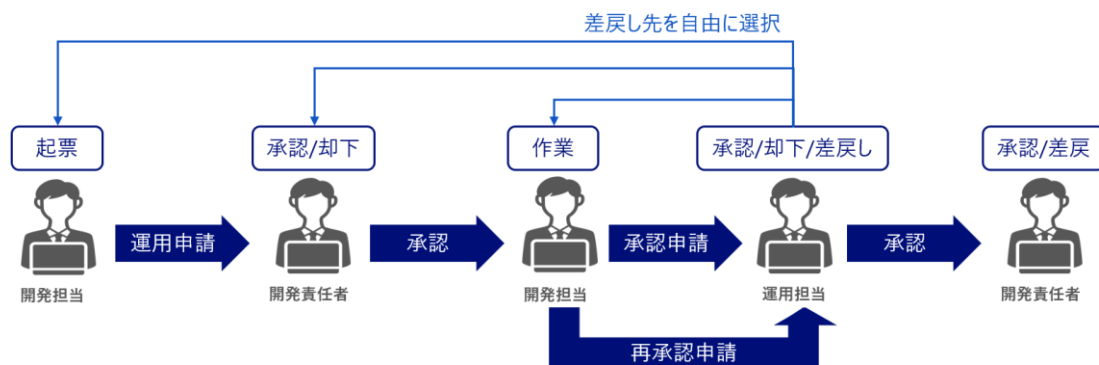 差戻し先を自由に選択
起票
承認/却下
作業
承認/却下/差戻し
承認/差戻
運用申請
承認
承認申請
承認
開発担当
開発責任者
開発担当
運用担当
開発責任者
再承認申請